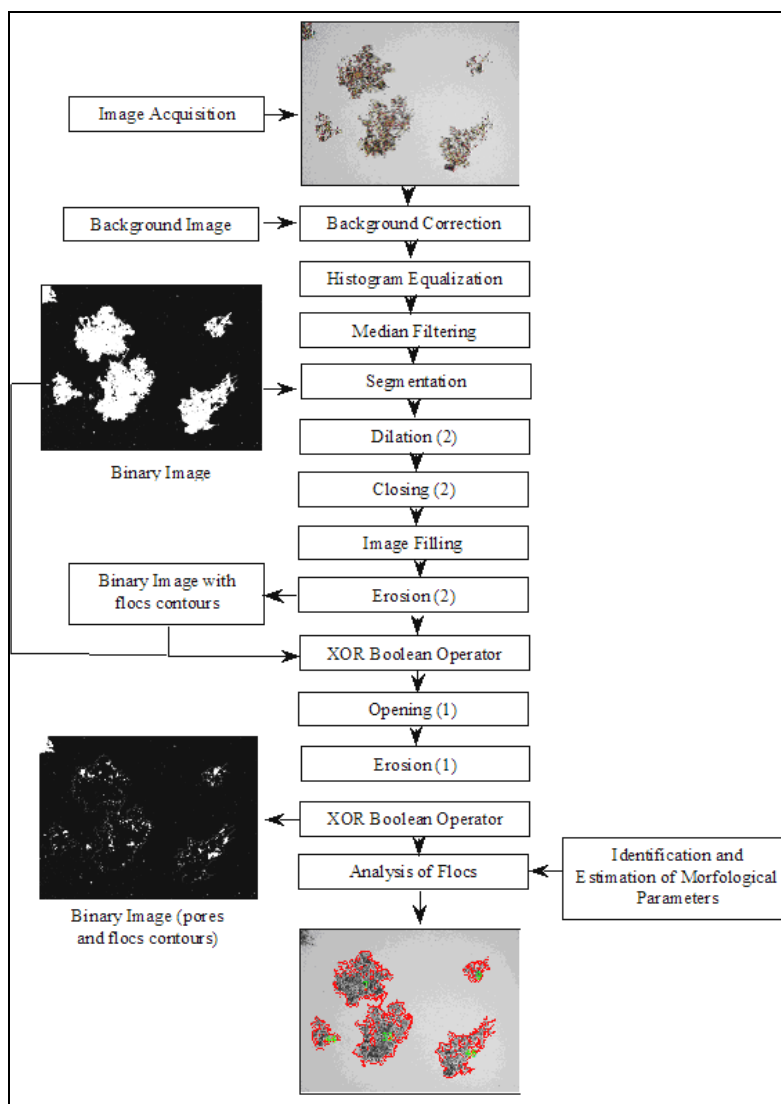 Image Acquisition
Background Image
Background Correction
Histogram Equalization
Median Filtering
Segmentation
Binary Image
Dilation (2)
Closing (2)
Image Filling
Binary Image with
flocs contours
Erosion (2)
XOR Boolean Operator
Opening (1)
Erosion (1)
XOR Boolean Operator
Analysis of Flocs
Identification and
Estimation of Morfological
Parameters
Binary Image (pores
and flocs contours)